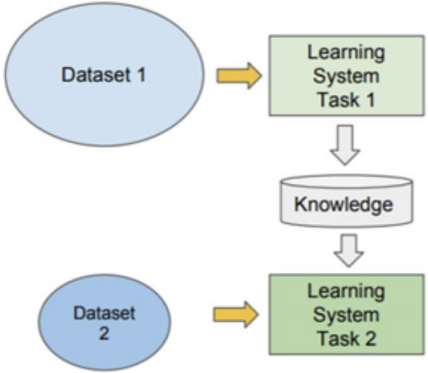 Dataset 1
Learning
System
Task 1
Knowledge
Dataset
2
Learning
System
Task 2